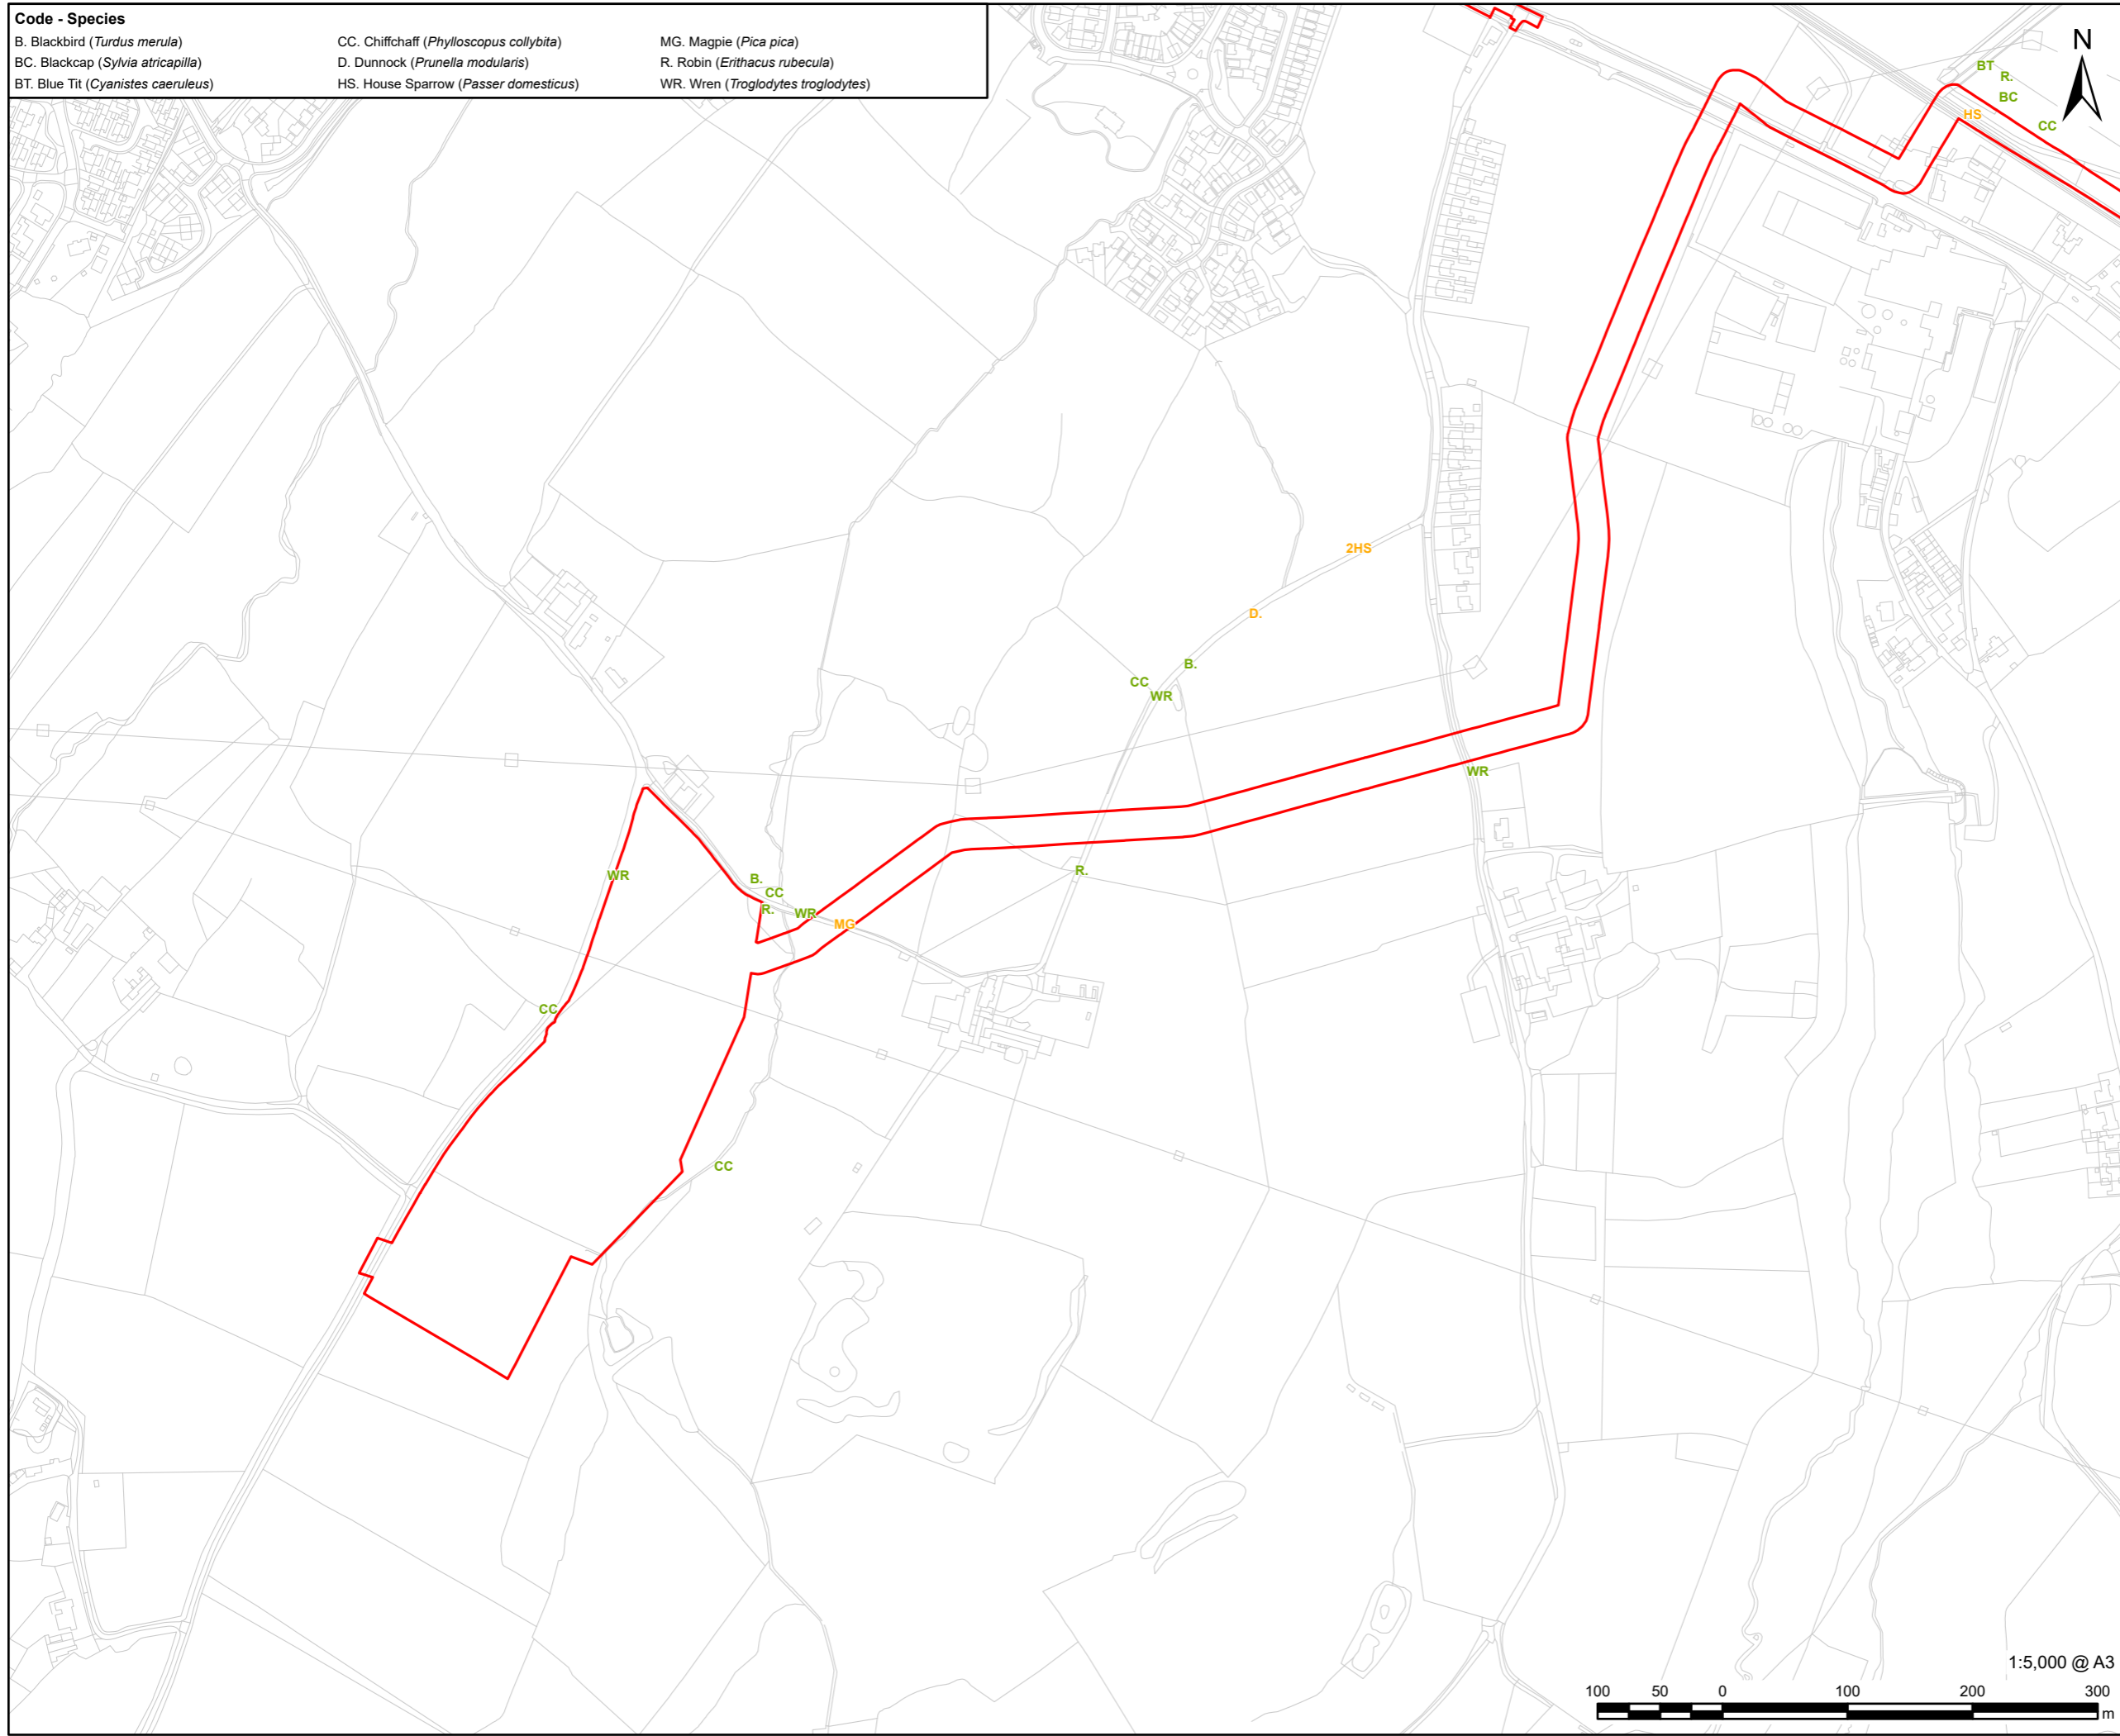 Code - Species
B. Blackbird (Turdus merula) CC. Chiffchaff (Phylloscopus collybita) MG. Magpie (Pica pica)
BC. Blackcap (Sylvia atricapilla) D. Dunnock (Prunella modularis) R. Robin (Erithacus rubecula)
BT. Blue Tit (Cyanistes caeruleus) HS. House Sparrow (Passer domesticus) WR. Wren (Troglodytes troglodytes)
N
BT
R.
BC
HS
CC
2HS
D.
B.
CC
WR
WR
WR
B.
R.
CC
R.
WR
MG
CC
CC
1:5,000 @ A3
100 50 0 100 200 300
m